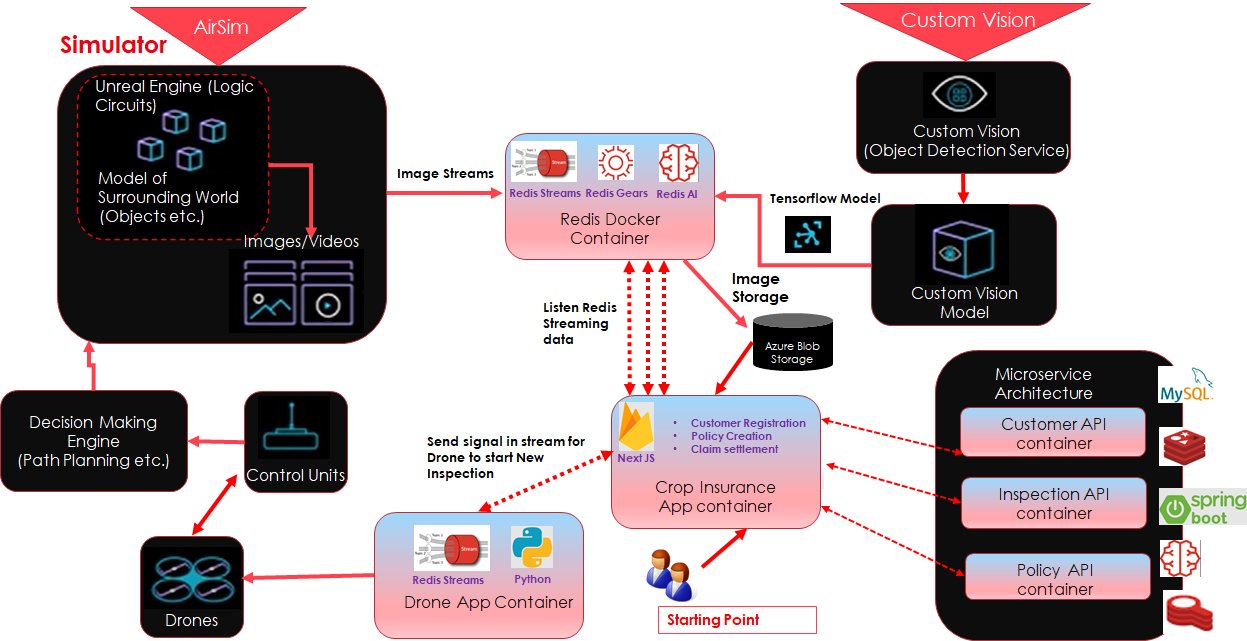 AirSim
Custom Vision
Simulator
Unreal Engine (Logic
Circuits)
Model of
Surrounding World
(Objects etc.)
Images/Videos
Image Streams
Stream
Redis Streams
Redis Gears
Redis AI
Redis Docker
Container
Custom Vision
(Object Detection Service)
Tensorflow Model
Custom Vision
Model
Image
Storage
Azure Blob
Storage
Listen Redis
Streaming
data
Decision Making
Engine
(Path Planning etc.)
Control Units
Drones
Send signal in stream for
Drone to start New
Inspection
Stream
Redis Streams
Python
Drone App Container
Next JS
• Customer Registration
• Policy Creation
• Claim settlement
Crop Insurance
App container
Starting Point
Microservice
Architecture
Customer API
container
Inspection API
container
Policy API
container
MySQL
spring
boot